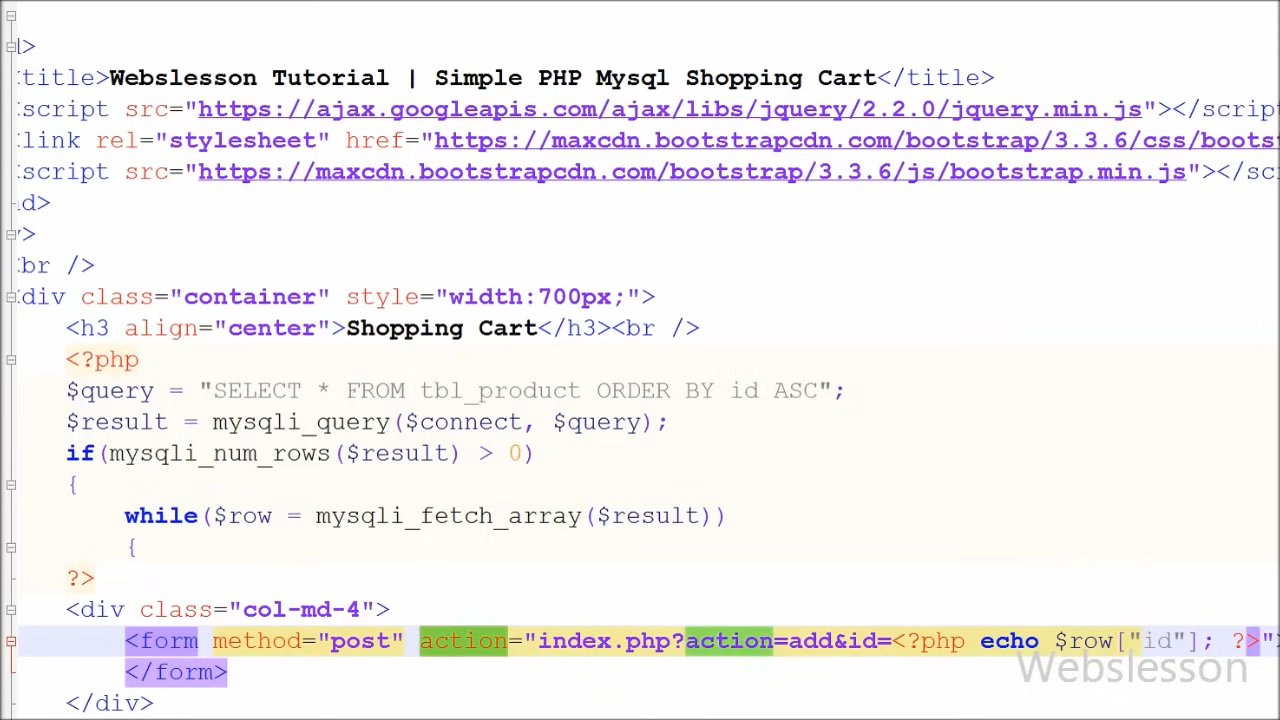 d>
title>Webslesson Tutorial | Simple PHP Mysql Shopping Cart</title>
script src="https://ajax.googleapis.com/ajax/libs/jquery/2.2.0/jquery.min.js"></script
link rel="stylesheet" href="https://maxcdn.bootstrapcdn.com/bootstrap/3.3.6/css/boots
script src="https://maxcdn.bootstrapcdn.com/bootstrap/3.3.6/js/bootstrap.min.js"></sc
d>
>
br />
div class="container" style="width:700px;">
<h3 align="center">Shopping Cart</h3><br />
<?php
$query = "SELECT * FROM tbl_product ORDER BY id ASC";
$result = mysqli_query($connect, $query);
if(mysqli_num_rows($result) > 0)
{
while($row = mysqli_fetch_array($result))
{
?>
<div class="col-md-4">
<form method="post" action="index.php?action=add&id=<?php echo $row["id"]; ?>">
</form>
</div>
Webslesson